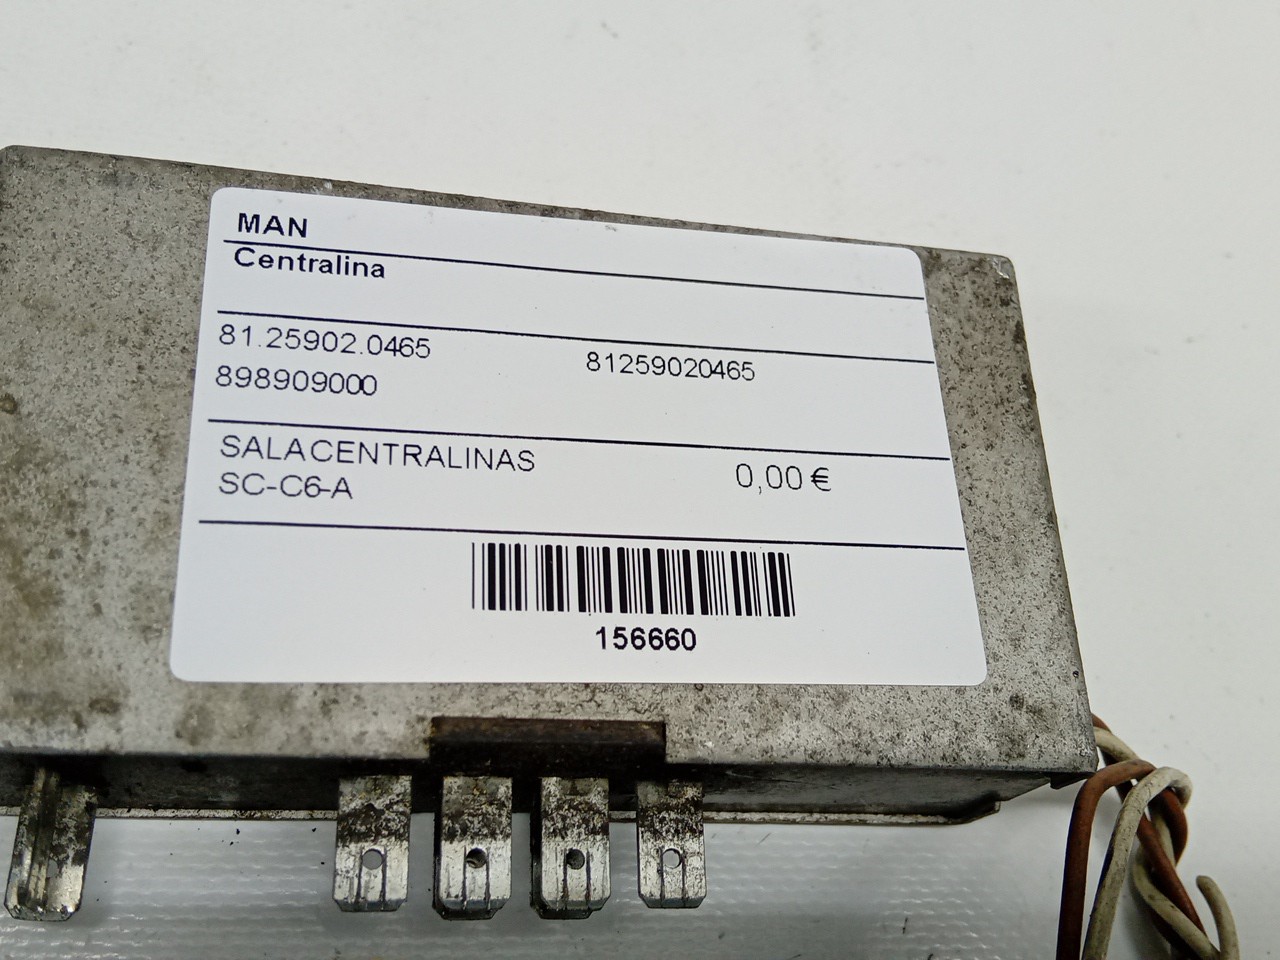 MAN
Centralina
81.25902.0465 81259020465
898909000
SALACENTRALINAS
SC-C6-A 0,00 €
156660